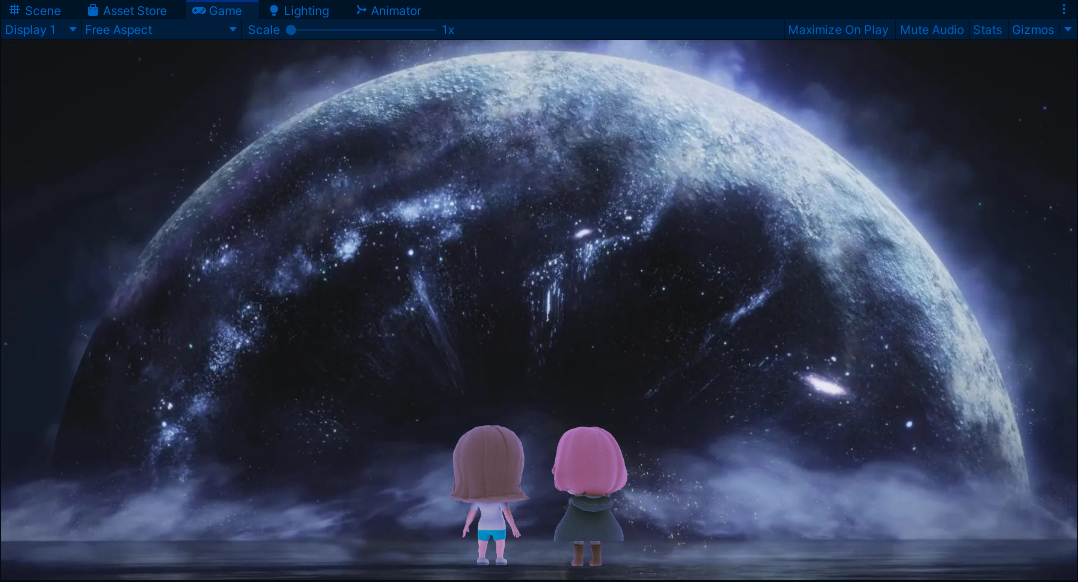 Scene Asset Store Game Lighting Animator
Display 1 Free Aspect Scale 1x Maximize On Play Mute Audio Stats Gizmos